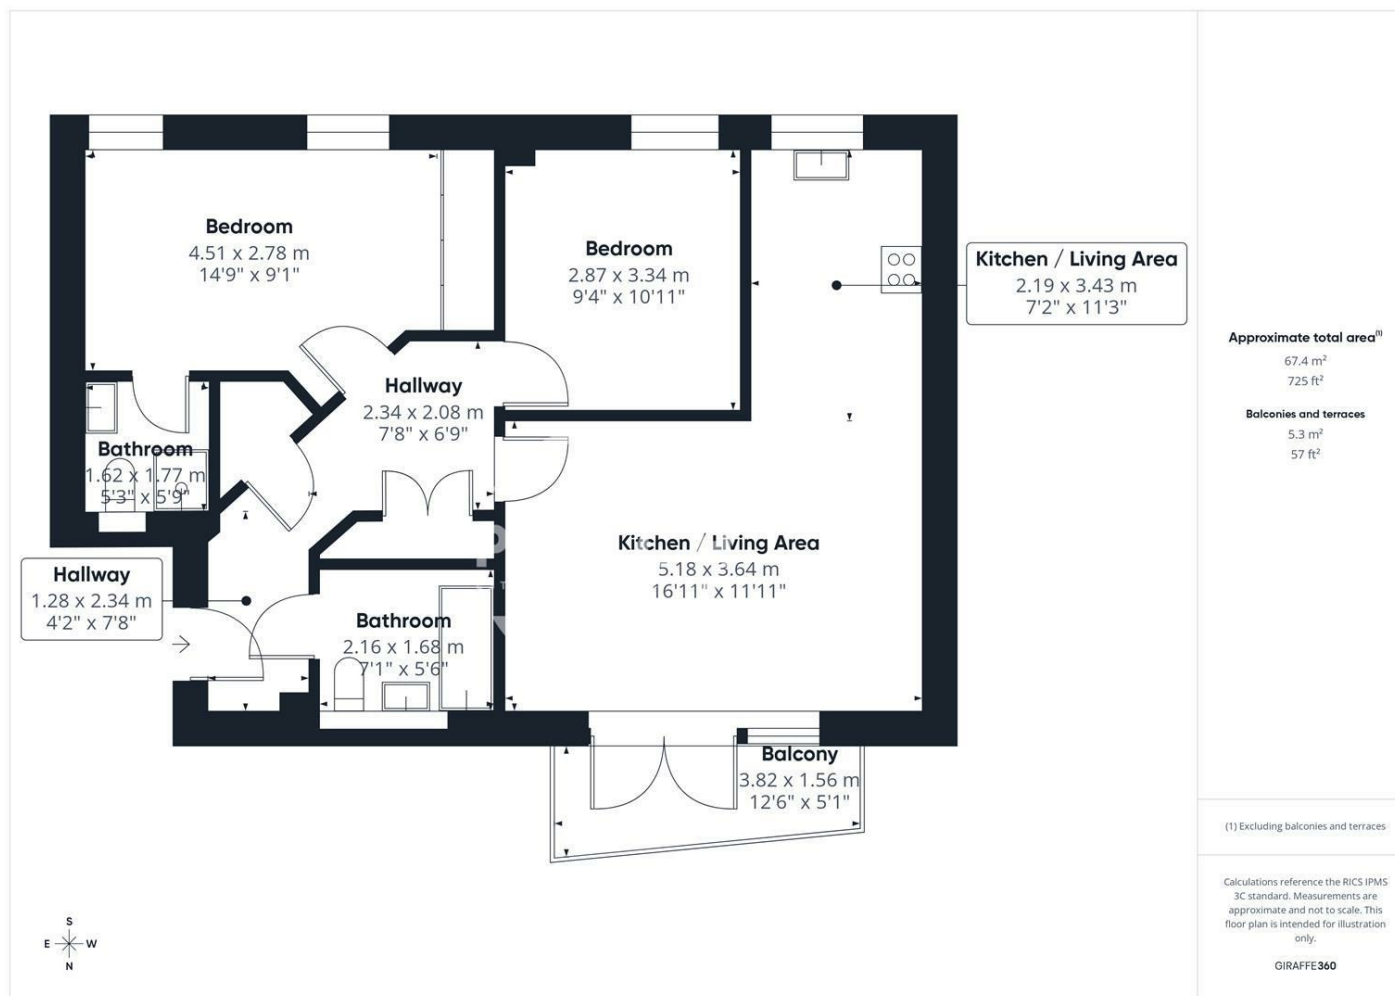 Bedroom
4.51 x 2.78 m
14'9" x 9'1"
Bedroom
2.87 x 3.34 m
9'4" x 10'11"
Kitchen / Living Area
2.19 x 3.43 m
7'2" x 11'3"
Hallway
2.34 x 2.08 m
7'8" x 6'9"
Bathroom
1.62 x 1.77 m
5'3" x 5'9"
Kitchen / Living Area
5.18 x 3.64 m
16'11" x 11'11"
Hallway
1.28 x 2.34 m
4'2" x 7'8"
Bathroom
2.16 x 1.68 m
7'1" x 5'6"
Balcony
3.82 x 1.56 m
12'6" x 5'1"
S
E W
N
Approximate total area(1)
67.4 m²
725 ft²
Balconies and terraces
5.3 m²
57 ft²
(1) Excluding balconies and terraces
Calculations reference the RICS IPMS
3C standard. Measurements are
approximate and not to scale. This
floor plan is intended for illustration
only.
GIRAFFE360